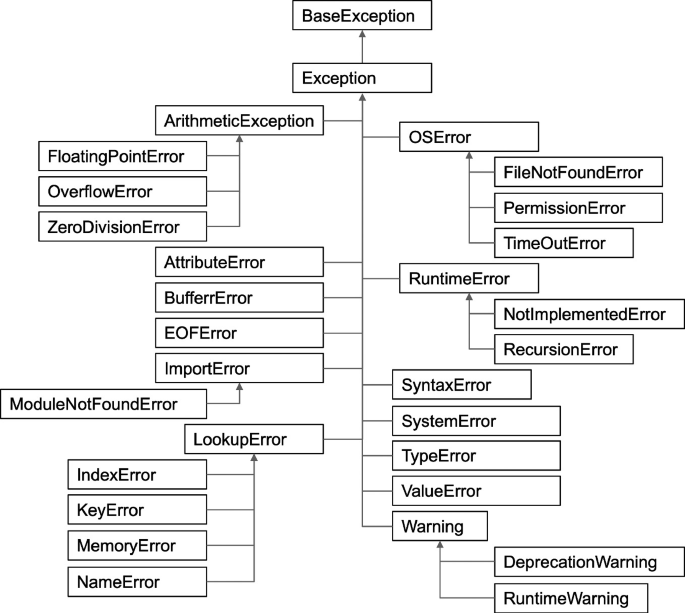 BaseException
Exception
ArithmeticException
FloatingPointError
OverflowError
ZeroDivisionError
AttributeError
BufferrError
EOFError
ImportError
ModuleNotFoundError
LookupError
IndexError
KeyError
MemoryError
NameError
OSError
FileNotFoundError
PermissionError
TimeOutError
RuntimeError
NotImplementedError
RecursionError
SyntaxError
SystemError
TypeError
ValueError
Warning
DeprecationWarning
RuntimeWarning